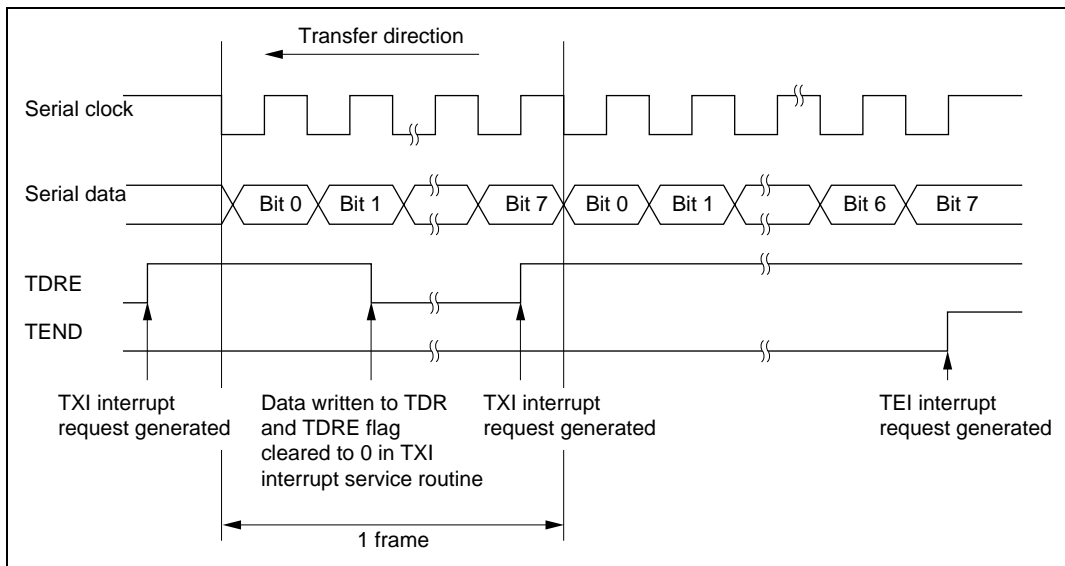 Transfer direction
Serial clock
Serial data
Bit 0
Bit 1
Bit 7
Bit 0
Bit 1
Bit 6
Bit 7
TDRE
TEND
TXI interrupt
request generated
Data written to TDR
and TDRE flag
cleared to 0 in TXI
interrupt service routine
TXI interrupt
request generated
TEI interrupt
request generated
1 frame